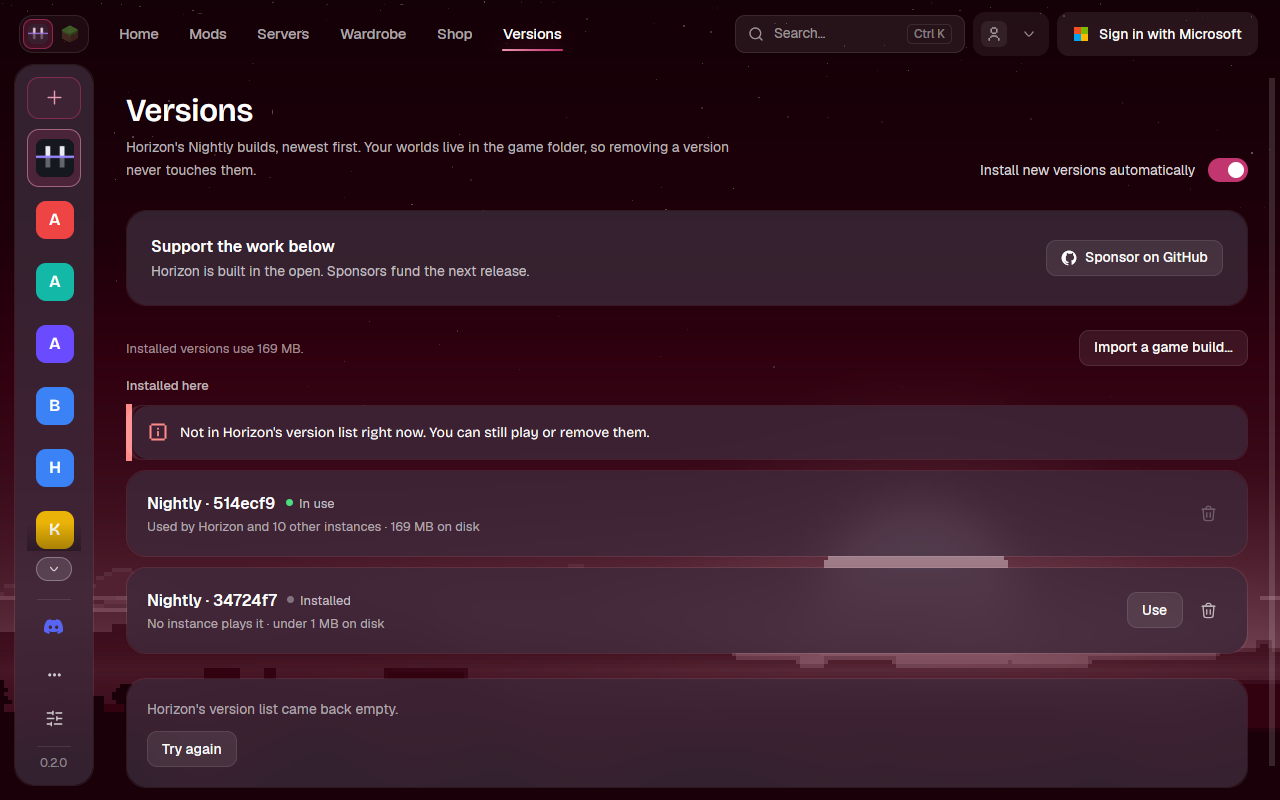 Home
Mods
Servers
Wardrobe
Shop
Versions
Search...
Ctrl K
Sign in with Microsoft
Versions
Horizon's Nightly builds, newest first. Your worlds live in the game folder, so removing a version
never touches them.
Install new versions automatically
A
A
A
B
H
K
0.2.0
Support the work below
Horizon is built in the open. Sponsors fund the next release.
Sponsor on GitHub
Installed versions use 169 MB.
Import a game build...
Installed here
Not in Horizon's version list right now. You can still play or remove them.
Nightly · 514ecf9
In use
Used by Horizon and 10 other instances · 169 MB on disk
Nightly · 34724f7
Installed
No instance plays it · under 1 MB on disk
Use
Horizon's version list came back empty.
Try again